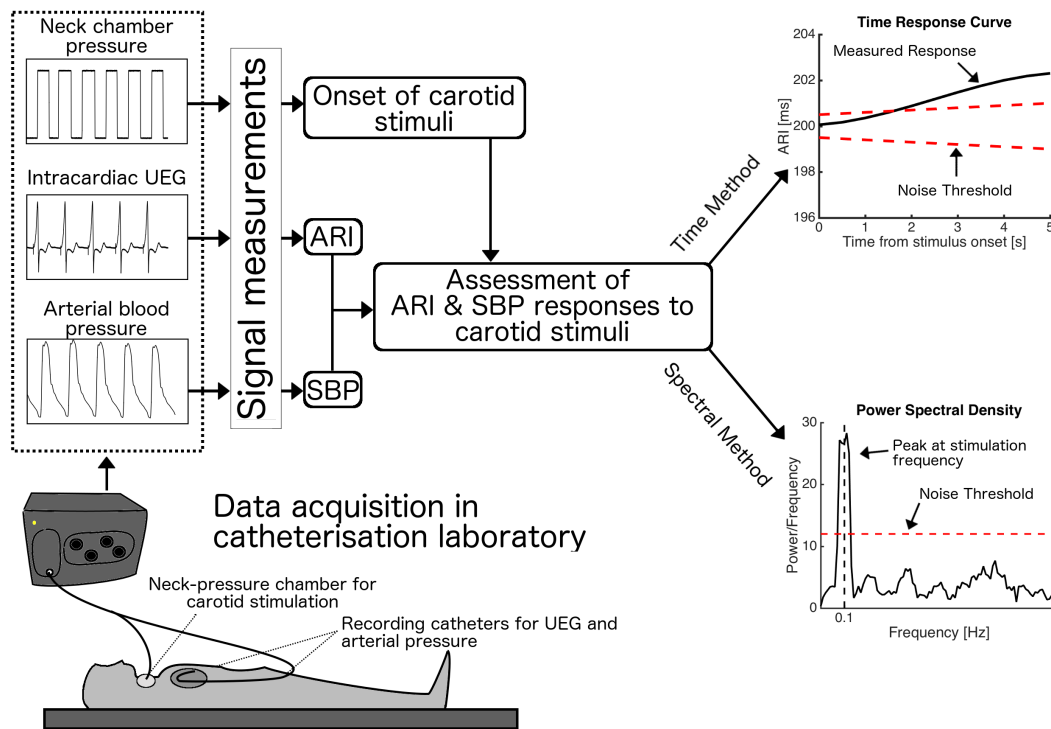 Neck chamber
pressure
Intracardiac UEG
Arterial blood
pressure
Signal measurements
Onset of carotid
stimuli
ARI
SBP
Assessment of
ARI & SBP responses to
carotid stimuli
Time Method
Spectral Method
Time Response Curve
204
202
200
198
196
ARI [ms]
Measured Response
Noise Threshold
0
1
2
3
4
5
Time from stimulus onset [s]
Power Spectral Density
30
20
10
0
Power/Frequency
Peak at stimulation
frequency
Noise Threshold
0.1
Frequency [Hz]
Data acquisition in
catheterisation laboratory
Neck-pressure chamber for
carotid stimulation
Recording catheters for UEG and
arterial pressure